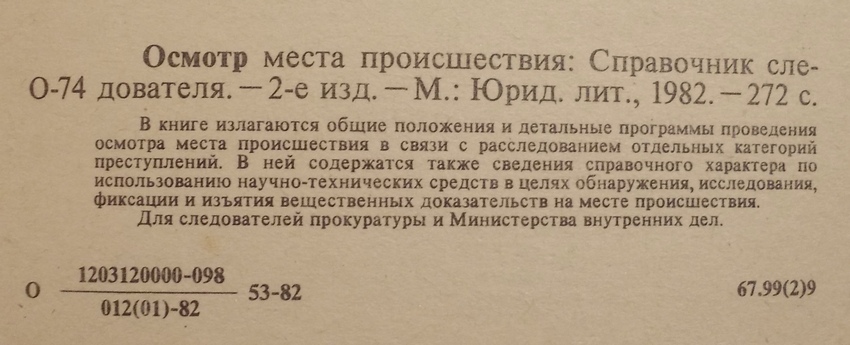 Осмотр места происшествия: Справочник сле-
О-74 дователя. — 2-е изд. — М.: Юрид. лит., 1982. — 272 с.
В книге излагаются общие положения и детальные программы проведения
осмотра места происшествия в связи с расследованием отдельных категорий
преступлений. В ней содержатся также сведения справочного характера по
использованию научно-технических средств в целях обнаружения, исследования,
фиксации и изъятия вещественных доказательств на месте происшествия.
Для следователей прокуратуры и Министерства внутренних дел.
1203120000-098
О 53-82 67.99(2)9
012(01)-82